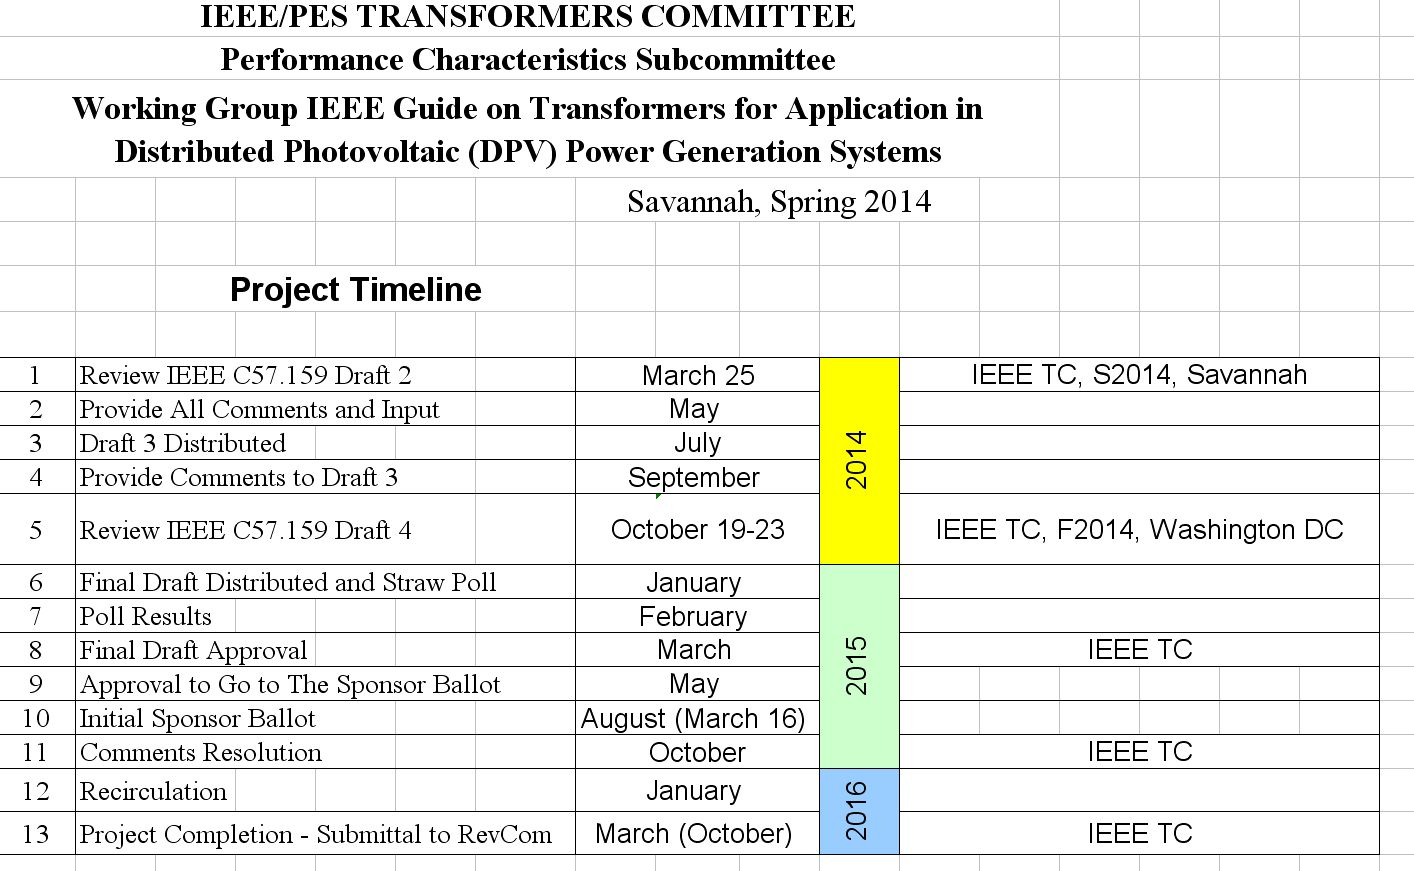 IEEE/PES TRANSFORMERS COMMITTEE
Performance Characteristics Subcommittee
Working Group IEEE Guide on Transformers for Application in
Distributed Photovoltaic (DPV) Power Generation Systems
Savannah, Spring 2014
Project Timeline
1 Review IEEE C57.159 Draft 2 March 25 IEEE TC, S2014, Savannah
2 Provide All Comments and Input May
3 Draft 3 Distributed July
2014
4 Provide Comments to Draft 3 September
5 Review IEEE C57.159 Draft 4 October 19-23 IEEE TC, F2014, Washington DC
6 Final Draft Distributed and Straw Poll January
7 Poll Results February
8 Final Draft Approval March IEEE TC
2015
9 Approval to Go to The Sponsor Ballot May
10 Initial Sponsor Ballot August (March 16)
11 Comments Resolution October IEEE TC
12 Recirculation January
2016
13 Project Completion - Submittal to RevCom March (October) IEEE TC